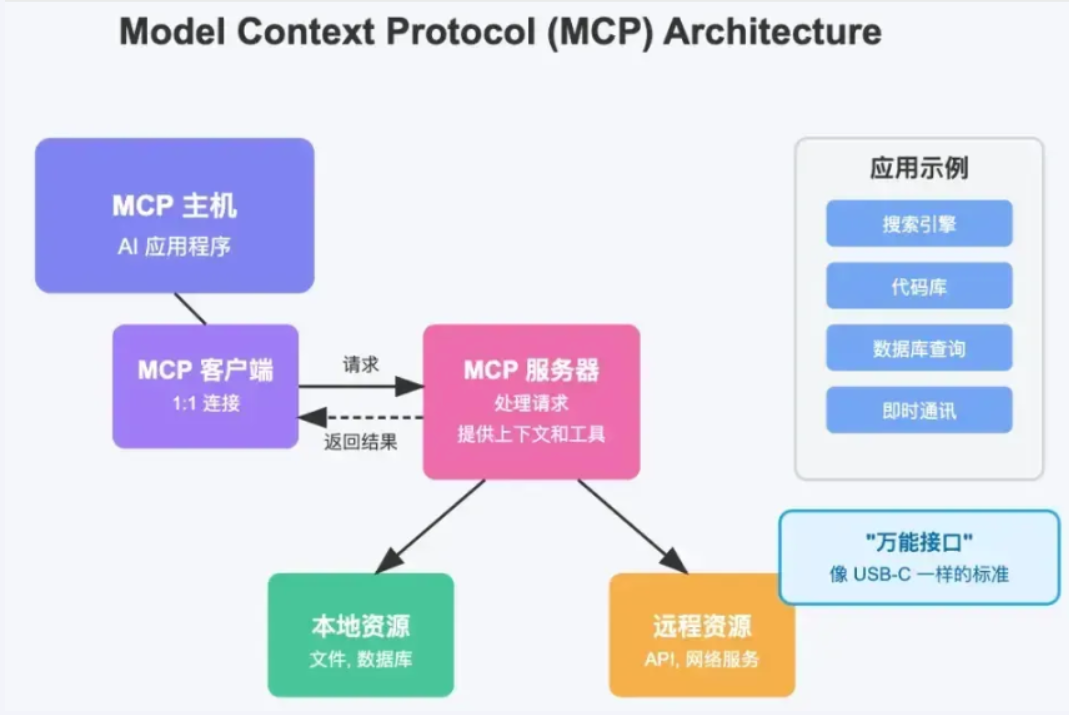 Model Context Protocol (MCP) Architecture
MCP 主机
AI 应用程序
MCP 客户端
1:1 连接
请求
返回结果
MCP 服务器
处理请求
提供上下文和工具
本地资源
文件, 数据库
远程资源
API, 网络服务
应用示例
搜索引擎
代码库
数据库查询
即时通讯
"万能接口"
像 USB-C 一样的标准